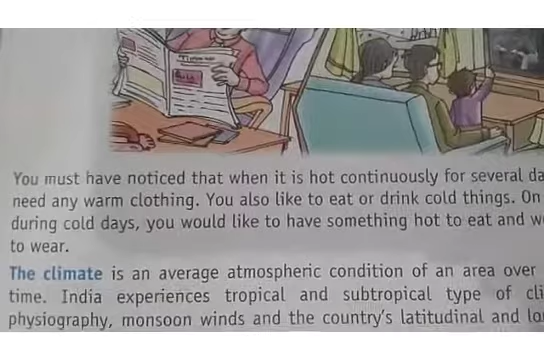 You must have noticed that when it is hot continuously for several
need any warm clothing. You also like to eat or drink cold things. On
during cold days, you would like to have something hot to eat and
to wear.
The climate is an average atmospheric condition of an area over
time. India experiences tropical and subtropical type of
physiography, monsoon winds and the country's latitudinal and